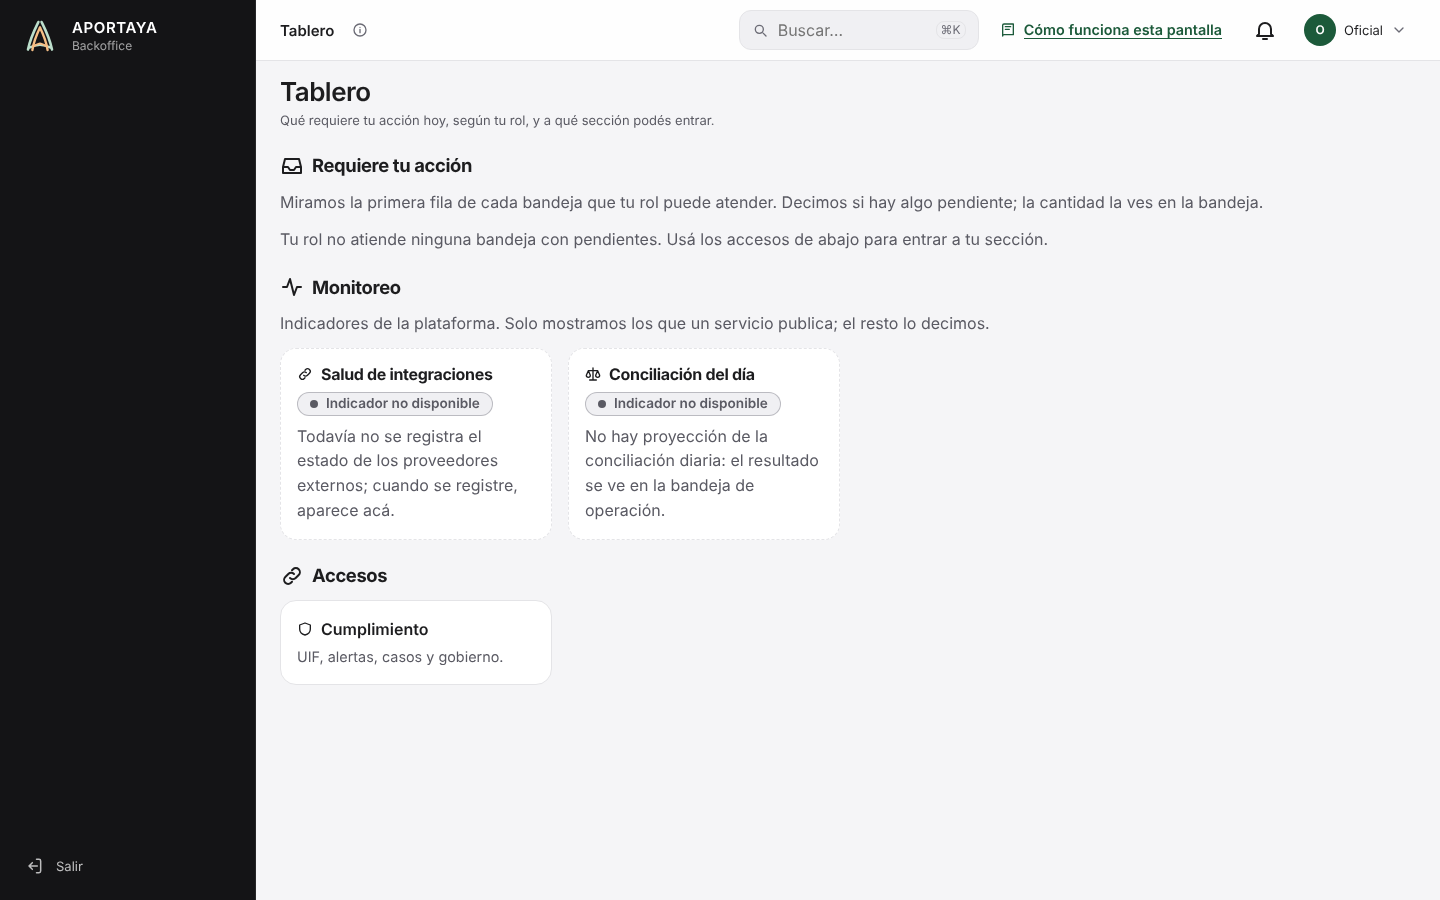 APORTAYA
Backoffice
Tablero
Buscar...
⌘K
Cómo funciona esta pantalla
O
Oficial
Tablero
Qué requiere tu acción hoy, según tu rol, y a qué sección podés entrar.
Requiere tu acción
Miramos la primera fila de cada bandeja que tu rol puede atender. Decimos si hay algo pendiente; la cantidad la ves en la bandeja.
Tu rol no atiende ninguna bandeja con pendientes. Usá los accesos de abajo para entrar a tu sección.
Monitoreo
Indicadores de la plataforma. Solo mostramos los que un servicio publica; el resto lo decimos.
Salud de integraciones
Indicador no disponible
Todavía no se registra el
estado de los proveedores
externos; cuando se registre,
aparece acá.
Conciliación del día
Indicador no disponible
No hay proyección de la
conciliación diaria: el resultado
se ve en la bandeja de
operación.
Accesos
Cumplimiento
UIF, alertas, casos y gobierno.
Salir